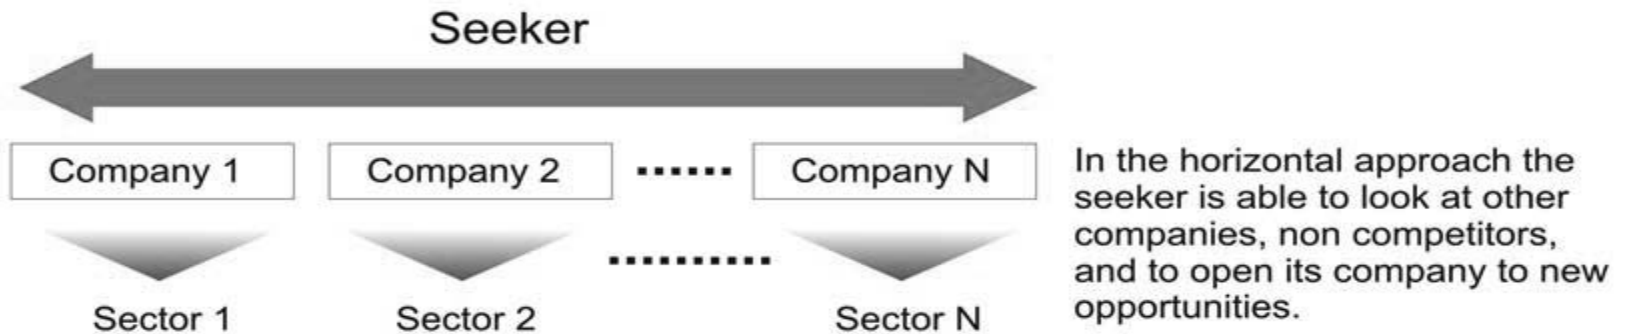 Seeker
Company 1
Company 2
Company N
In the horizontal approach the
seeker is able to look at other
companies, non competitors,
and to open its company to new
opportunities.
Sector 1
Sector 2
Sector N